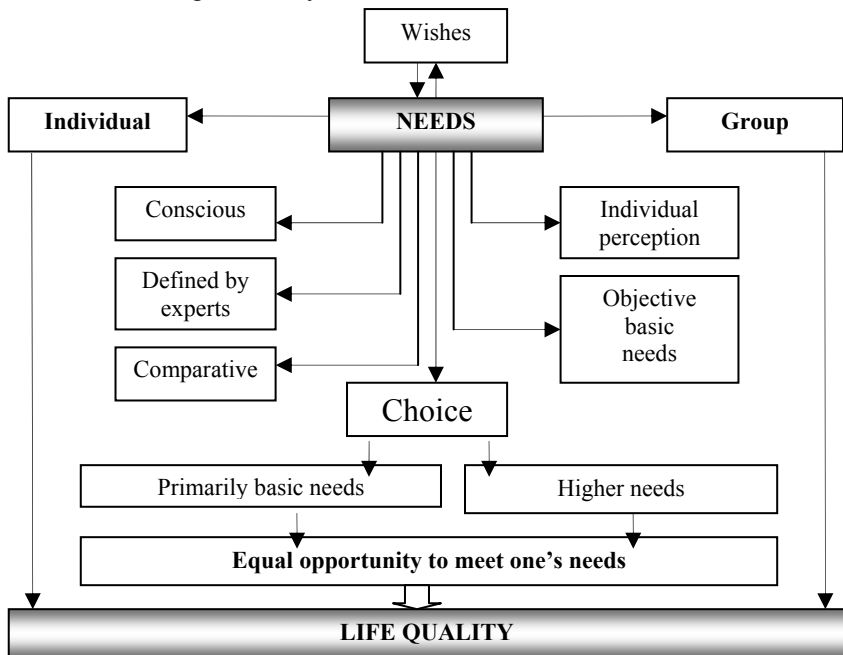 Wishes
Individual
NEEDS
Group
Conscious
Individual
perception
Defined by
experts
Objective
basic
needs
Comparative
Choice
Primarily basic needs
Higher needs
Equal opportunity to meet one’s needs
LIFE QUALITY